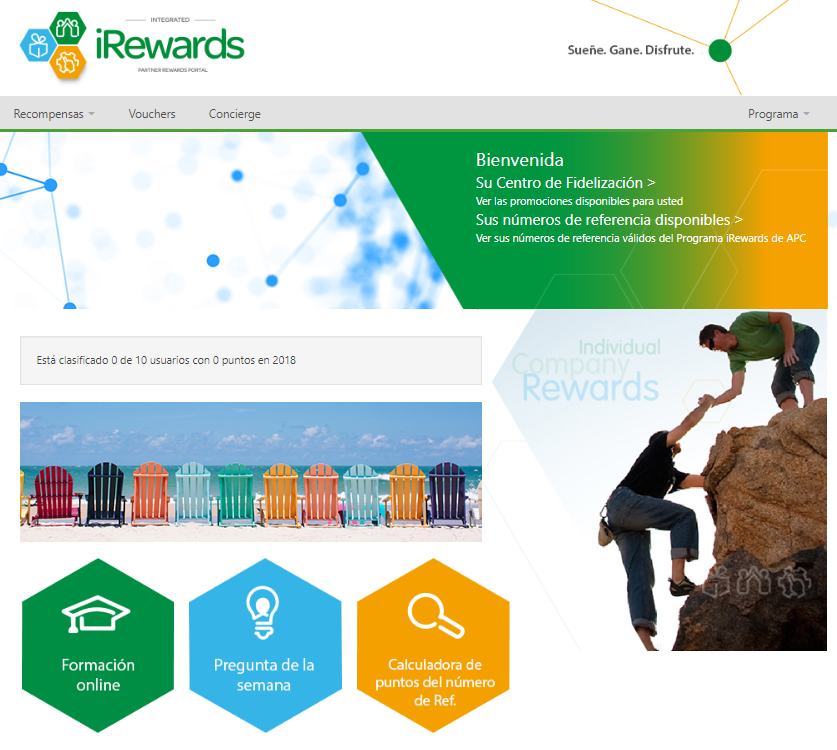 INTEGRATED
iRewards
PARTNER REWARDS PORTAL
Sueñe. Gane. Disfrute.
Recompensas
Vouchers
Concierge
Programa
Bienvenida
Su Centro de Fidelización >
Ver las promociones disponibles para usted
Sus números de referencia disponibles >
Ver sus números de referencia válidos del Programa iRewards de APC
Está clasificado 0 de 10 usuarios con 0 puntos en 2018
Individual
Company
Rewards
Formación
online
Pregunta de la
semana
Calculadora de
puntos del número
de Ref.